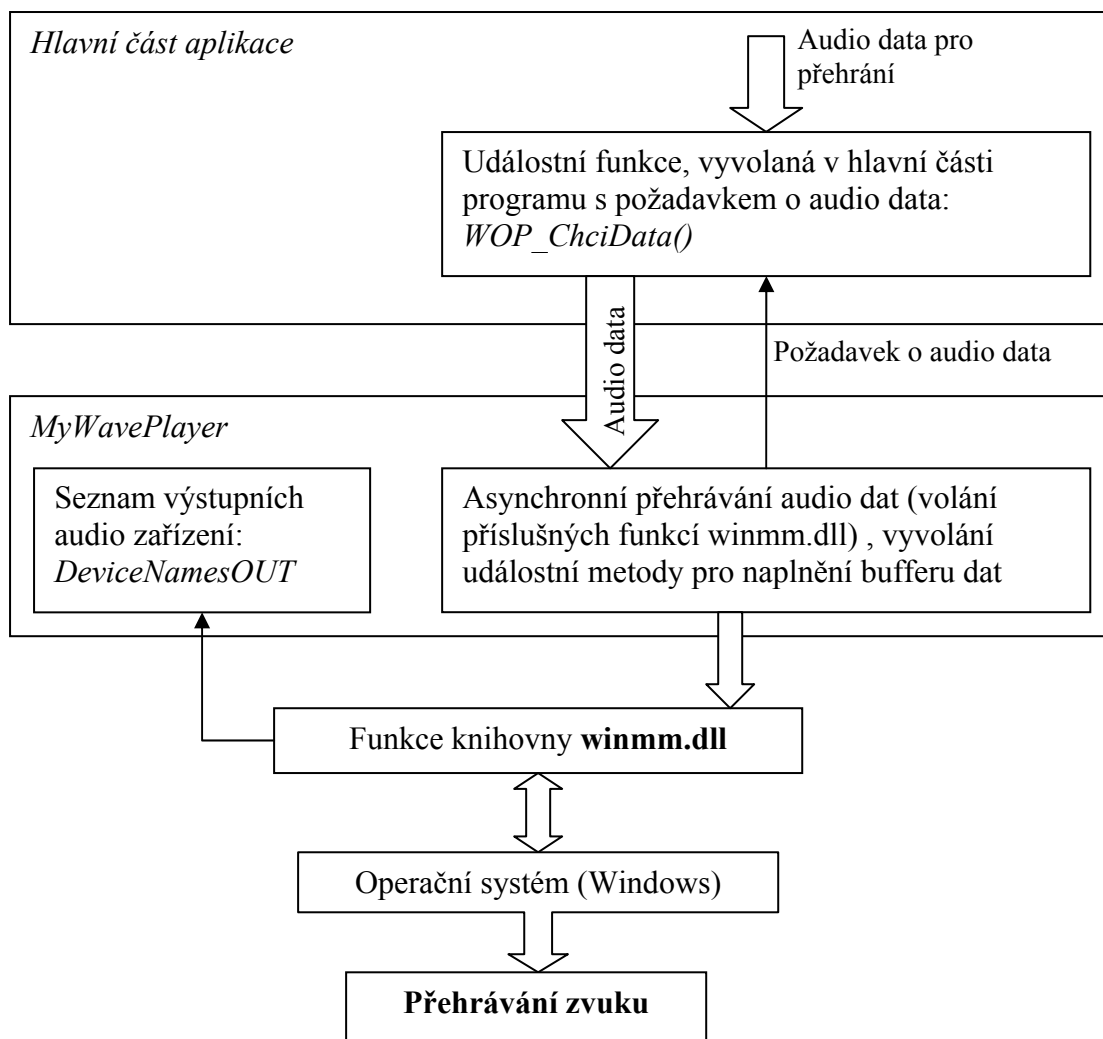 Hlavní část aplikace
Audio data pro
přehrání
Událostní funkce, vyvolaná v hlavní části
programu s požadavkem o audio data:
WOP_ChciData()
Audio data
Požadavek o audio data
MyWavePlayer
Seznam výstupních
audio zařízení:
DeviceNamesOUT
Asynchronní přehrávání audio dat (volání
příslušných funkcí winmm.dll) , vyvolání
událostní metody pro naplnění bufferu dat
Funkce knihovny winmm.dll
Operační systém (Windows)
Přehrávání zvuku